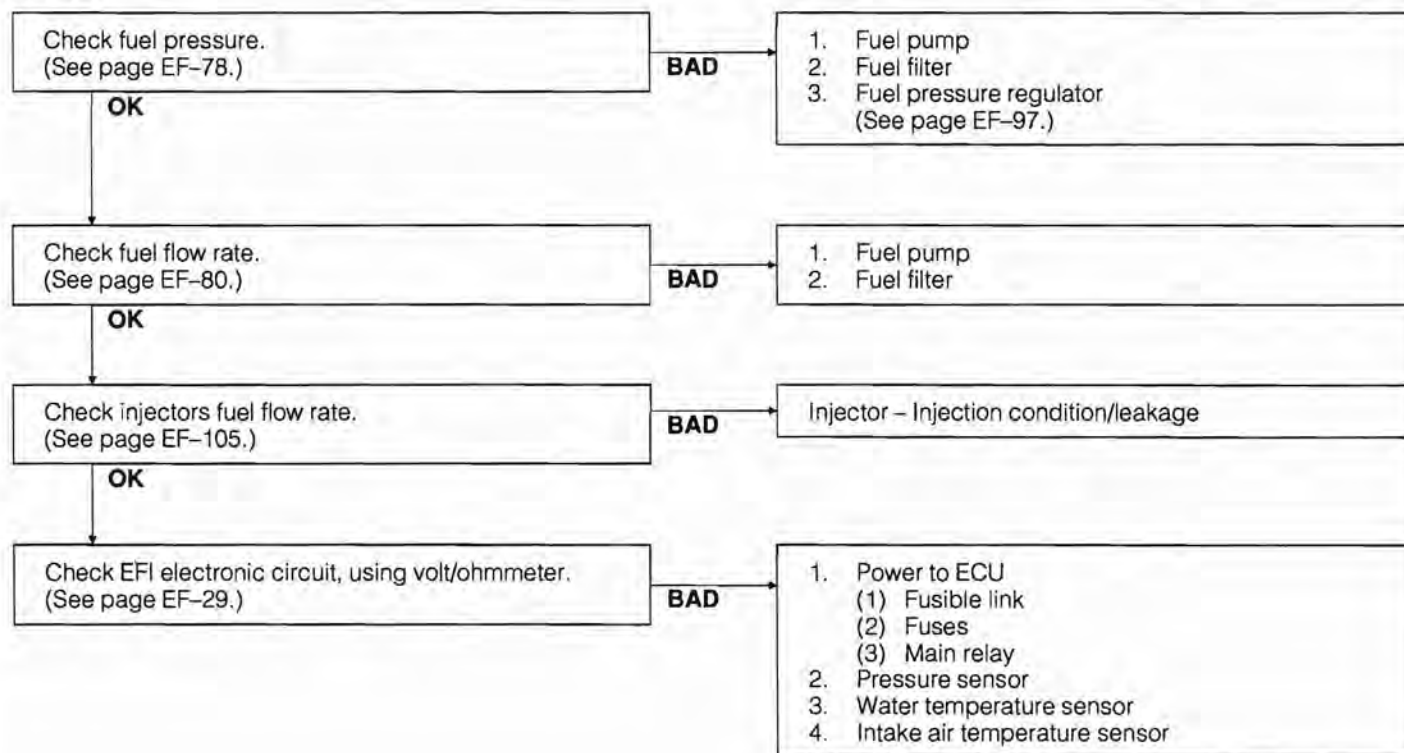 Check fuel pressure.
(See page EF–78.)
BAD
1. Fuel pump
2. Fuel filter
3. Fuel pressure regulator
(See page EF–97.)
OK
Check fuel flow rate.
(See page EF–80.)
BAD
1. Fuel pump
2. Fuel filter
OK
Check injectors fuel flow rate.
(See page EF–105.)
BAD
Injector – Injection condition/leakage
OK
Check EFI electronic circuit, using volt/ohmmeter.
(See page EF–29.)
BAD
1. Power to ECU
(1) Fusible link
(2) Fuses
(3) Main relay
2. Pressure sensor
3. Water temperature sensor
4. Intake air temperature sensor